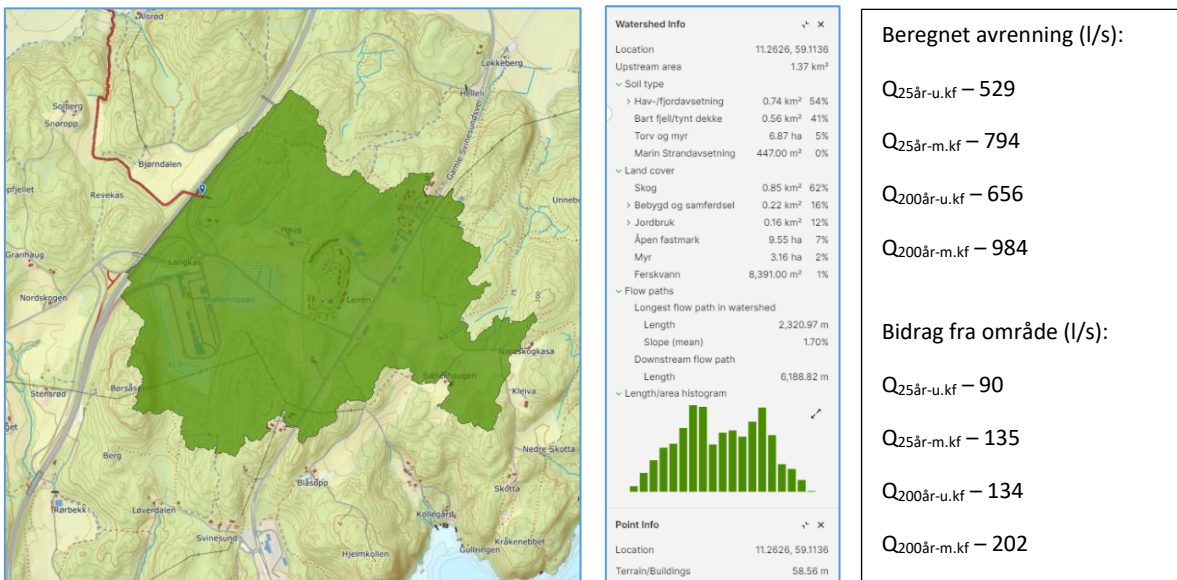 Alsrød
Løkkeberg
Helleli
Solberg
Snøropp
Gamle Svinesundsvei
Bjørndalen
Revekas
Unnebe
Haug
Granhaug
Langkas
Nordskogen
Møllermosen
Leiren
75
100
Nordskogkasa
Sætrehaugen
Børsås
Stensrød
Kleiva
Berg
Nedre Skotta
Blåsopp
Skotta
Rørbekk
Løverdalen
Kollegård
Svinesund
Kråkenebbet
Gullringen
Hjelmkollen
Watershed Info
Location 11.2626, 59.1136
Upstream area 1.37 km²
Soil type
Hav-/fjordavsetning 0.74 km² 54%
Bart fjell/tynt dekke 0.56 km² 41%
Torv og myr 6.87 ha 5%
Marin Strandavsetning 447.00 m² 0%
Land cover
Skog 0.85 km² 62%
Bebygd og samferdsel 0.22 km² 16%
Jordbruk 0.16 km² 12%
Åpen fastmark 9.55 ha 7%
Myr 3.16 ha 2%
Ferskvann 8,391.00 m² 1%
Flow paths
Longest flow path in watershed
Length 2,320.97 m
Slope (mean) 1.70%
Downstream flow path
Length 6,188.82 m
Length/area histogram
Point Info
Location 11.2626, 59.1136
Terrain/Buildings 58.56 m
Beregnet avrenning (l/s):
Q25år-u.kf – 529
Q25år-m.kf – 794
Q200år-u.kf – 656
Q200år-m.kf – 984
Bidrag fra område (l/s):
Q25år-u.kf – 90
Q25år-m.kf – 135
Q200år-u.kf – 134
Q200år-m.kf – 202